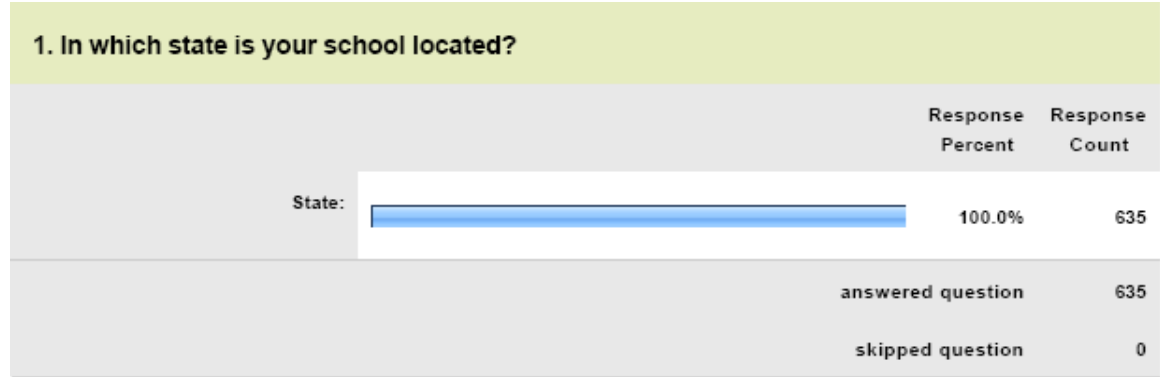 1. In which state is your school located?
Response Response
Percent Count
State:
100.0% 635
answered question 635
skipped question 0